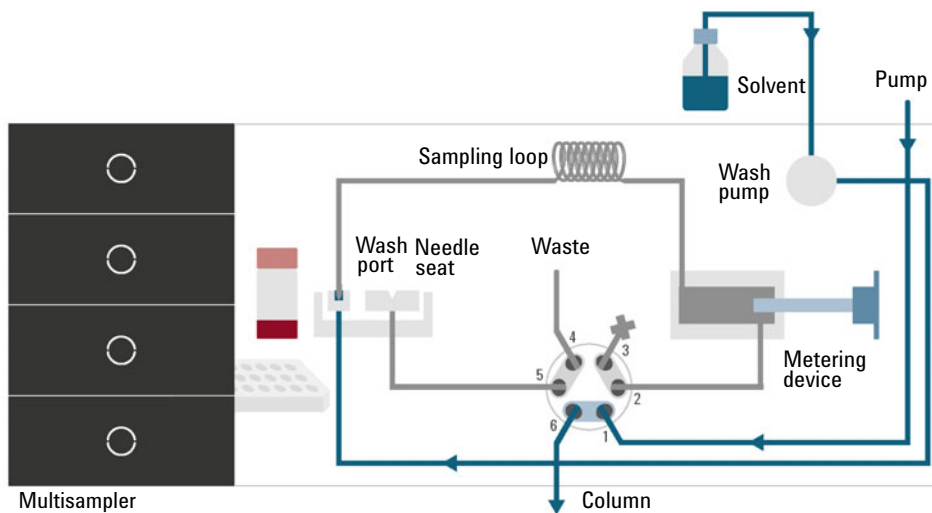 Solvent
Pump
Sampling loop
Wash
pump
Wash
port
Needle
seat
Waste
4
3
5
2
6
1
Metering
device
Multisampler
Column